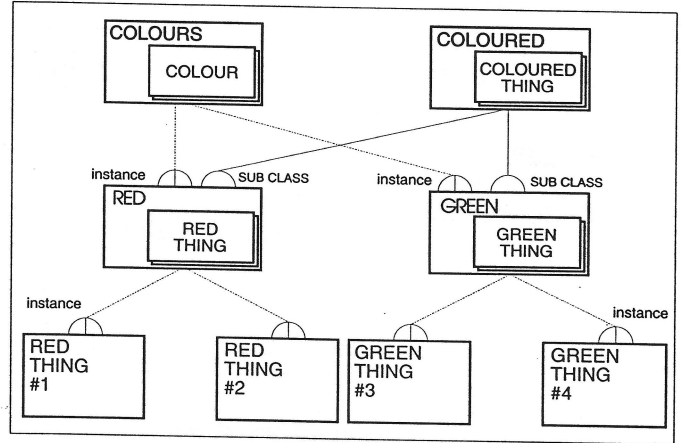 COLOURS
COLOUR
COLOURED
COLOURED
THING
instance
SUB CLASS
instance
SUB CLASS
RED
RED
THING
GREEN
GREEN
THING
instance
instance
RED
THING
#1
RED
THING
#2
GREEN
THING
#3
GREEN
THING
#4